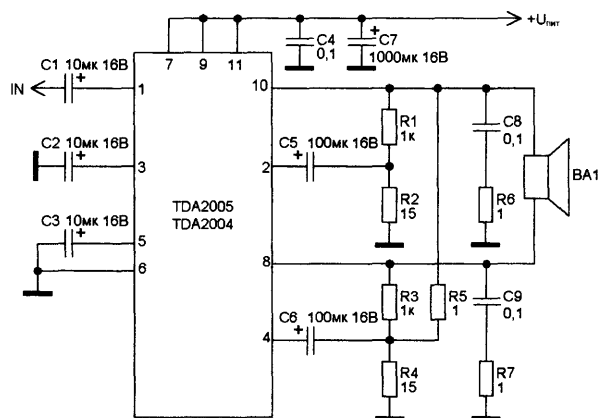 +Uпит
C4
0,1
C7
+
1000мк 16В
C1 10мк 16В
+
7
9
11
IN
1
10
C2 10мк 16В
+
3
C5 100мк 16В
+
2
R1
1к
C8
0,1
BA1
TDA2005
TDA2004
C3 10мк 16В
+
5
6
R2
15
R6
1
8
C6 100мк 16В
+
4
R3
1к
R5
1
C9
0,1
R4
15
R7
1